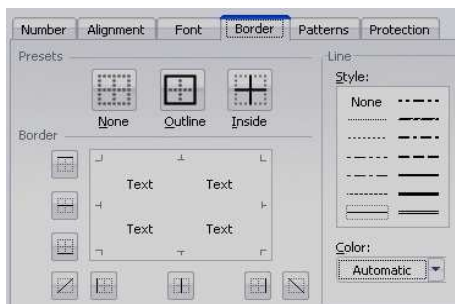 Number Alignment Font Border Patterns Protection
Presets
Line
Style:
None
None Outline Inside
Border
Text Text
Text Text
Color:
Automatic